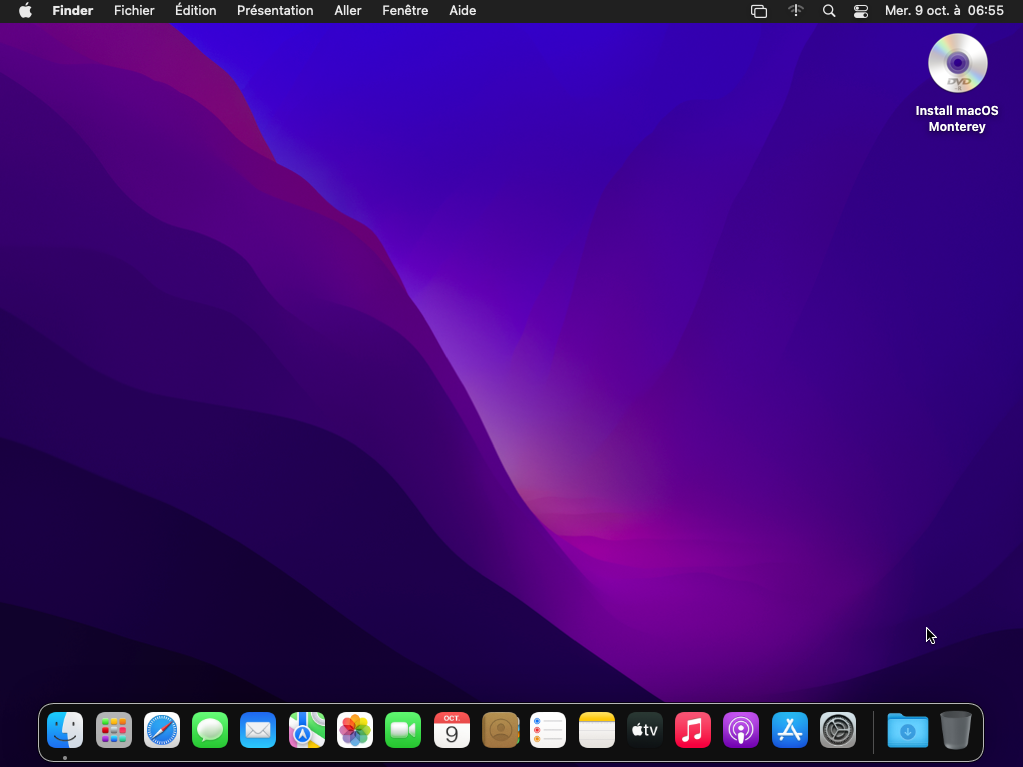 Finder Fichier Édition Présentation Aller Fenêtre Aide Mer. 9 oct. à 06:55
DVD
Install macOS
Monterey
OCT.
9
tv